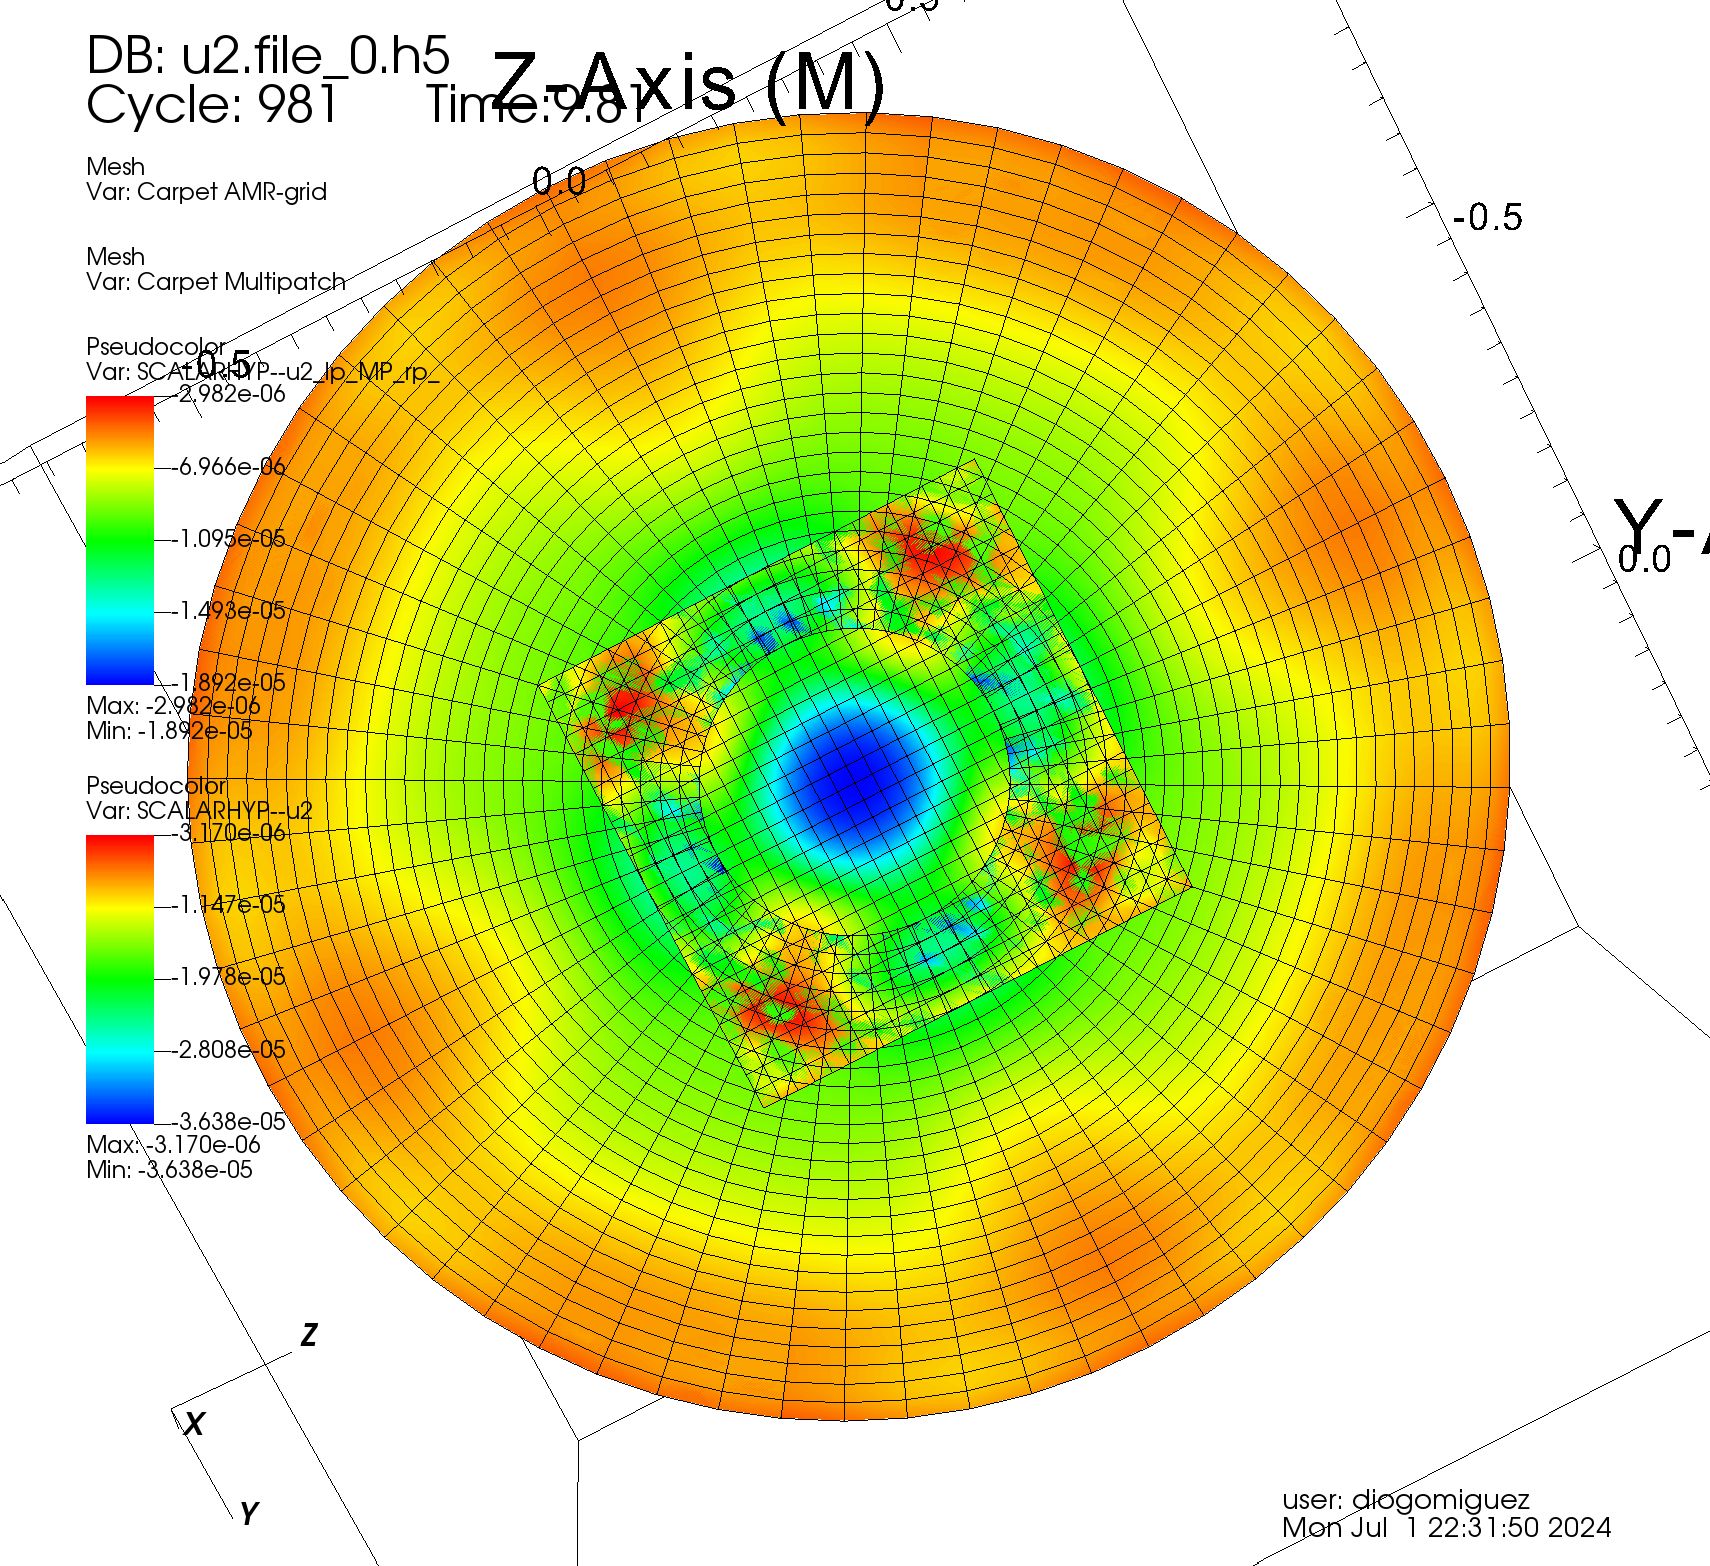 0.5
DB: u2.file_0.h5
Z-Axis (M)
Cycle: 981 Time:9.81
Mesh
Var: Carpet AMR-grid
0.0
-0.5
Mesh
Var: Carpet Multipatch
Pseudocolor
-0.5
Var: SCALARHYP--u2_lp_MP_rp_
-2.982e-06
-6.966e-06
-1.095e-05
-1.493e-05
-1.892e-05
Max: -2.982e-06
Min: -1.892e-05
Y-A
0.0
Pseudocolor
Var: SCALARHYP--u2
-3.170e-06
-1.147e-05
-1.978e-05
-2.808e-05
-3.638e-05
Max: -3.170e-06
Min: -3.638e-05
Z
X
Y
user: diogomiguez
Mon Jul 1 22:31:50 2024